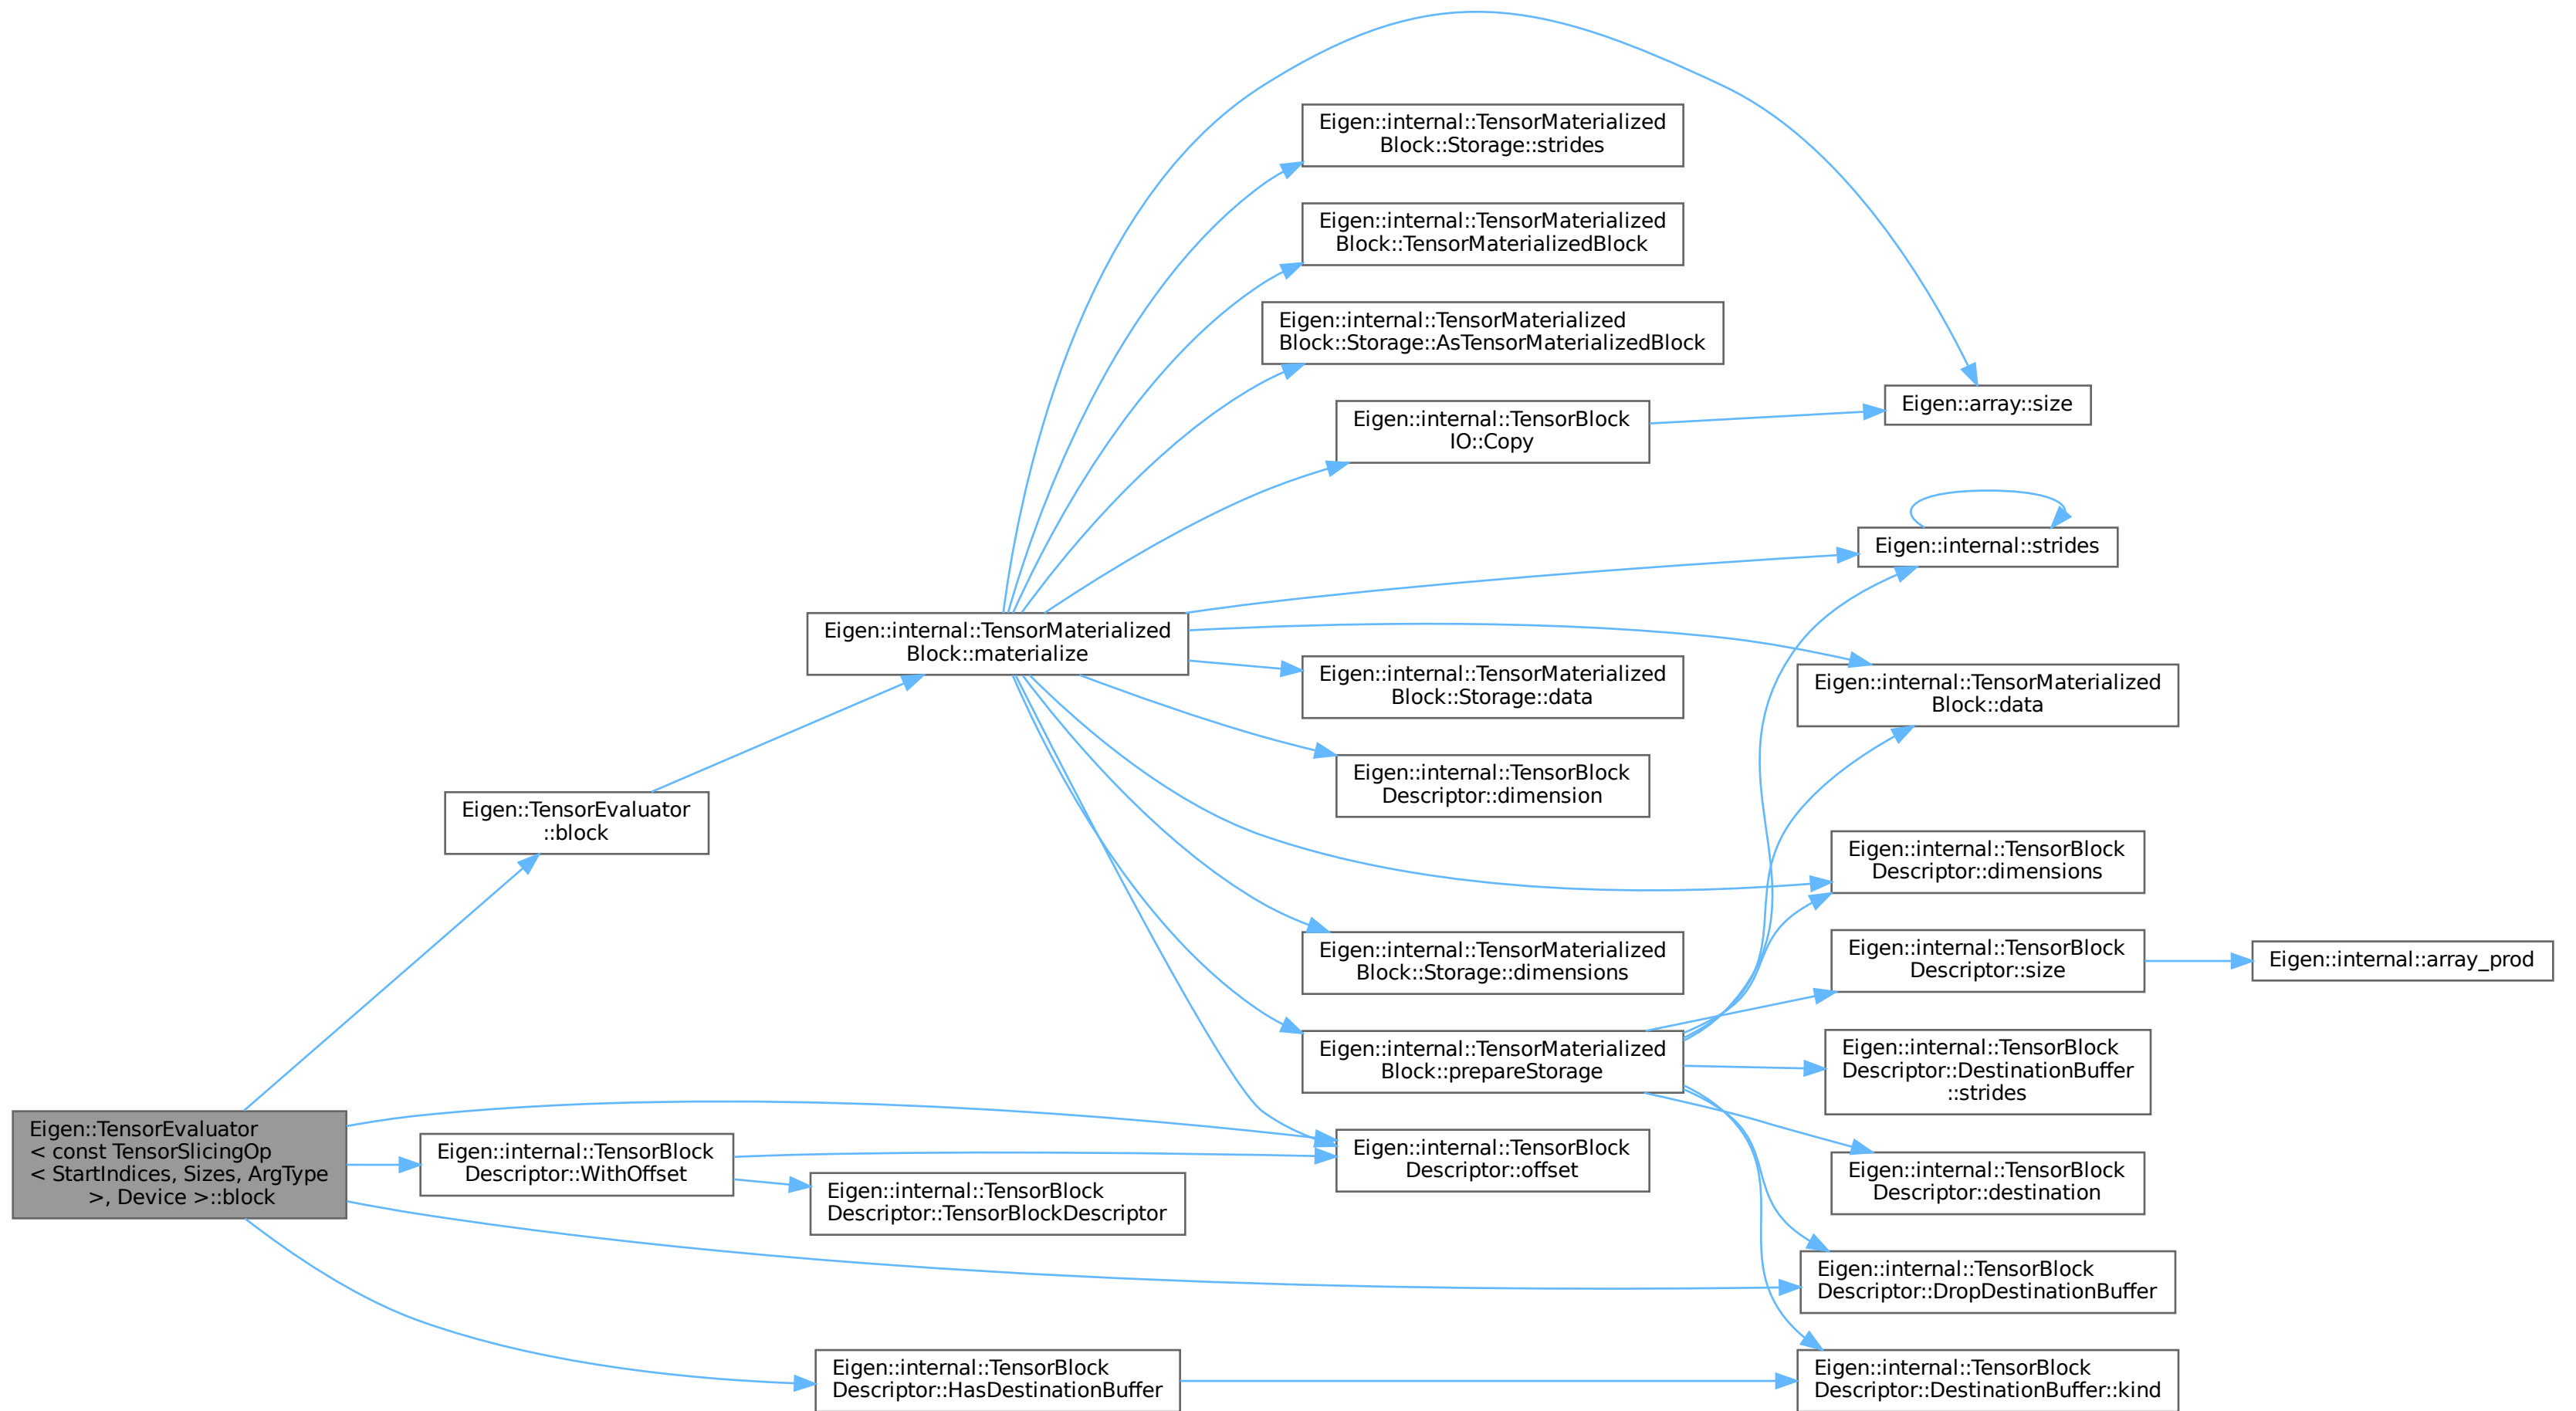 Eigen::internal::TensorMaterialized
Block::Storage::strides
Eigen::internal::TensorMaterialized
Block::TensorMaterializedBlock
Eigen::internal::TensorMaterialized
Block::Storage::AsTensorMaterializedBlock
Eigen::internal::TensorBlock
IO::Copy
Eigen::array::size
Eigen::internal::strides
Eigen::internal::TensorMaterialized
Block::materialize
Eigen::internal::TensorMaterialized
Block::Storage::data
Eigen::internal::TensorMaterialized
Block::data
Eigen::internal::TensorBlock
Descriptor::dimension
Eigen::TensorEvaluator
::block
Eigen::internal::TensorBlock
Descriptor::dimensions
Eigen::internal::TensorMaterialized
Block::Storage::dimensions
Eigen::internal::TensorBlock
Descriptor::size
Eigen::internal::array_prod
Eigen::internal::TensorMaterialized
Block::prepareStorage
Eigen::internal::TensorBlock
Descriptor::DestinationBuffer
::strides
Eigen::TensorEvaluator
< const TensorSlicingOp
< StartIndices, Sizes, ArgType
>, Device >::block
Eigen::internal::TensorBlock
Descriptor::WithOffset
Eigen::internal::TensorBlock
Descriptor::offset
Eigen::internal::TensorBlock
Descriptor::TensorBlockDescriptor
Eigen::internal::TensorBlock
Descriptor::destination
Eigen::internal::TensorBlock
Descriptor::DropDestinationBuffer
Eigen::internal::TensorBlock
Descriptor::HasDestinationBuffer
Eigen::internal::TensorBlock
Descriptor::DestinationBuffer::kind